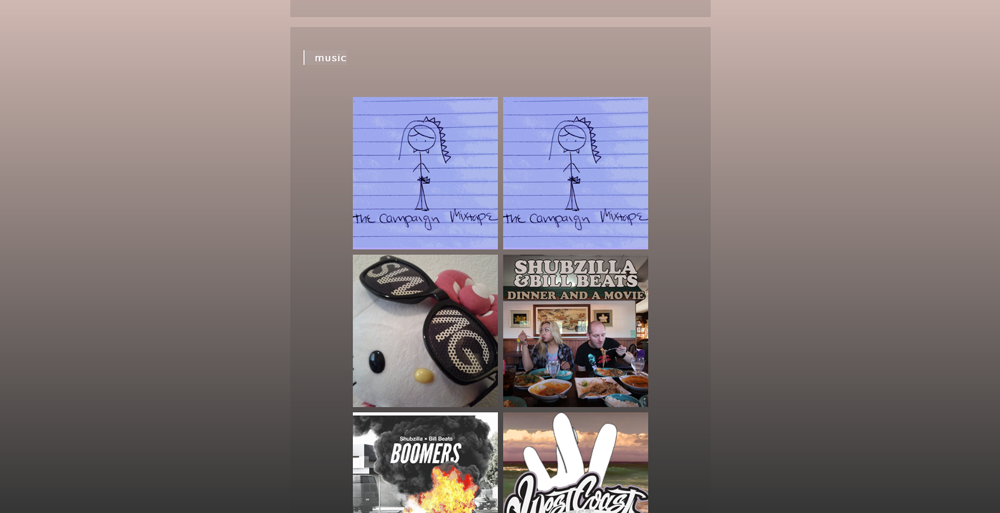 music
the Campaign Mixtape
the Campaign Mixtape
SWING
SHUBZILLA
& BILL BEATS
DINNER AND A MOVIE
Shubzilla • Bill Beats
BOOMERS
West Coast